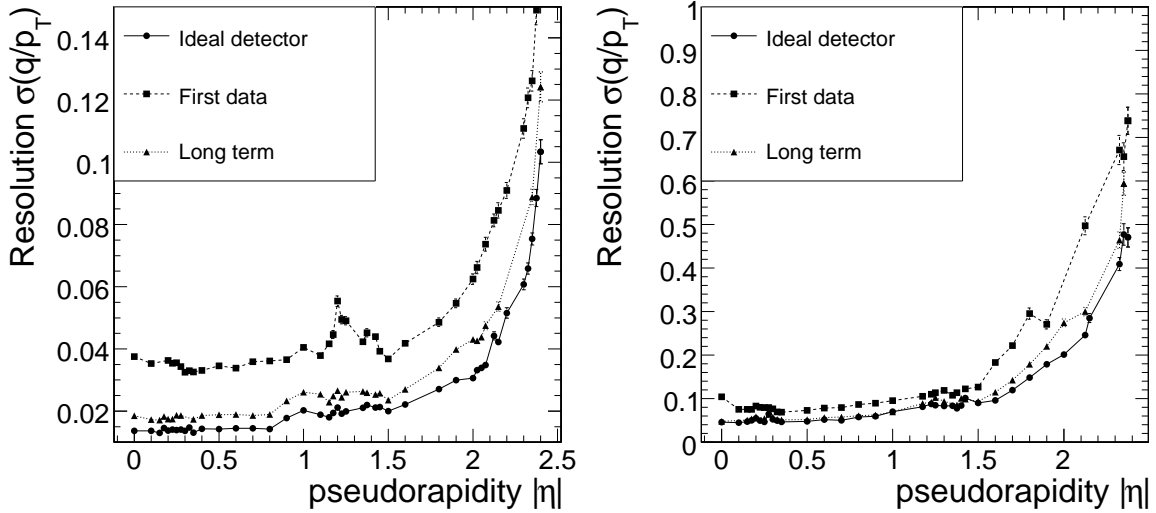 Resolution σ(q/p_T)
0.14
0.12
0.1
0.08
0.06
0.04
0.02
Ideal detector
First data
Long term
0 0.5 1 1.5 2 2.5
pseudorapidity |η|
Resolution σ(q/p_T)
1
0.9
0.8
0.7
0.6
0.5
0.4
0.3
0.2
0.1
0
Ideal detector
First data
Long term
0 0.5 1 1.5 2
pseudorapidity |η|